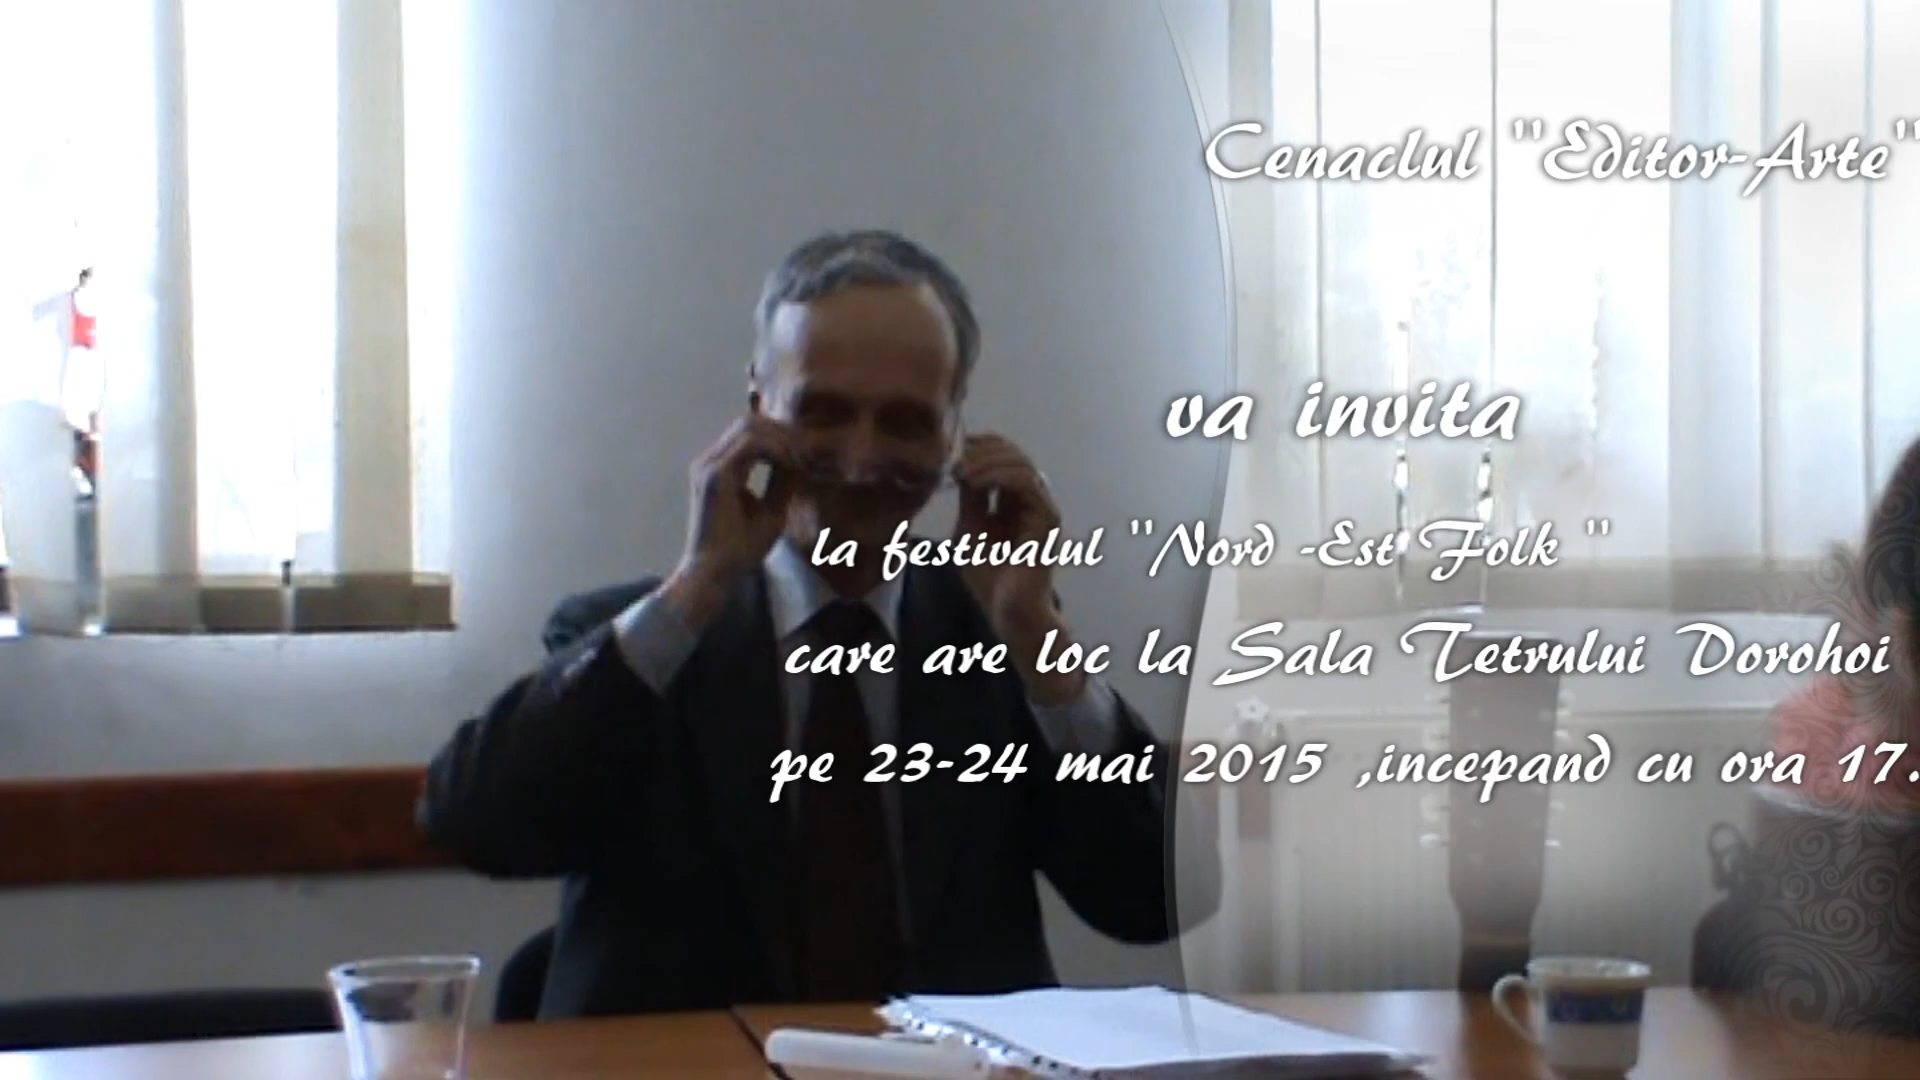 Cenaclul "Editor-Arte"
va invita
la festivalul "Nord -Est Folk "
care are loc la Sala Tetrului Dorohoi
pe 23-24 mai 2015 ,incepand cu ora 17.